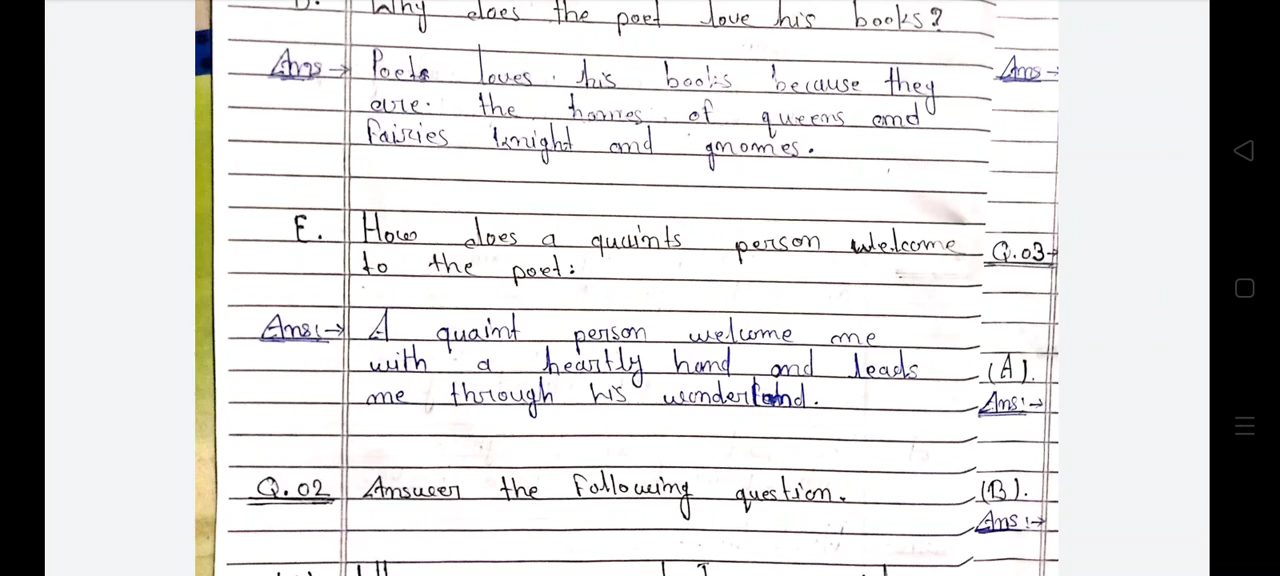 D. Why does the poet love his books?
Ans → Poets loves his books because they
are the homes of queens and
fairies knight and gnomes.
E. How does a quaints person welcome
to the poet:
Ans:→ A quaint person welcome me
with a heartly hand and leads
me through his wonderland.
Q.02 Answer the following question.
Ans →
Q.03
(A).
Ans:→
(B).
Ans:→